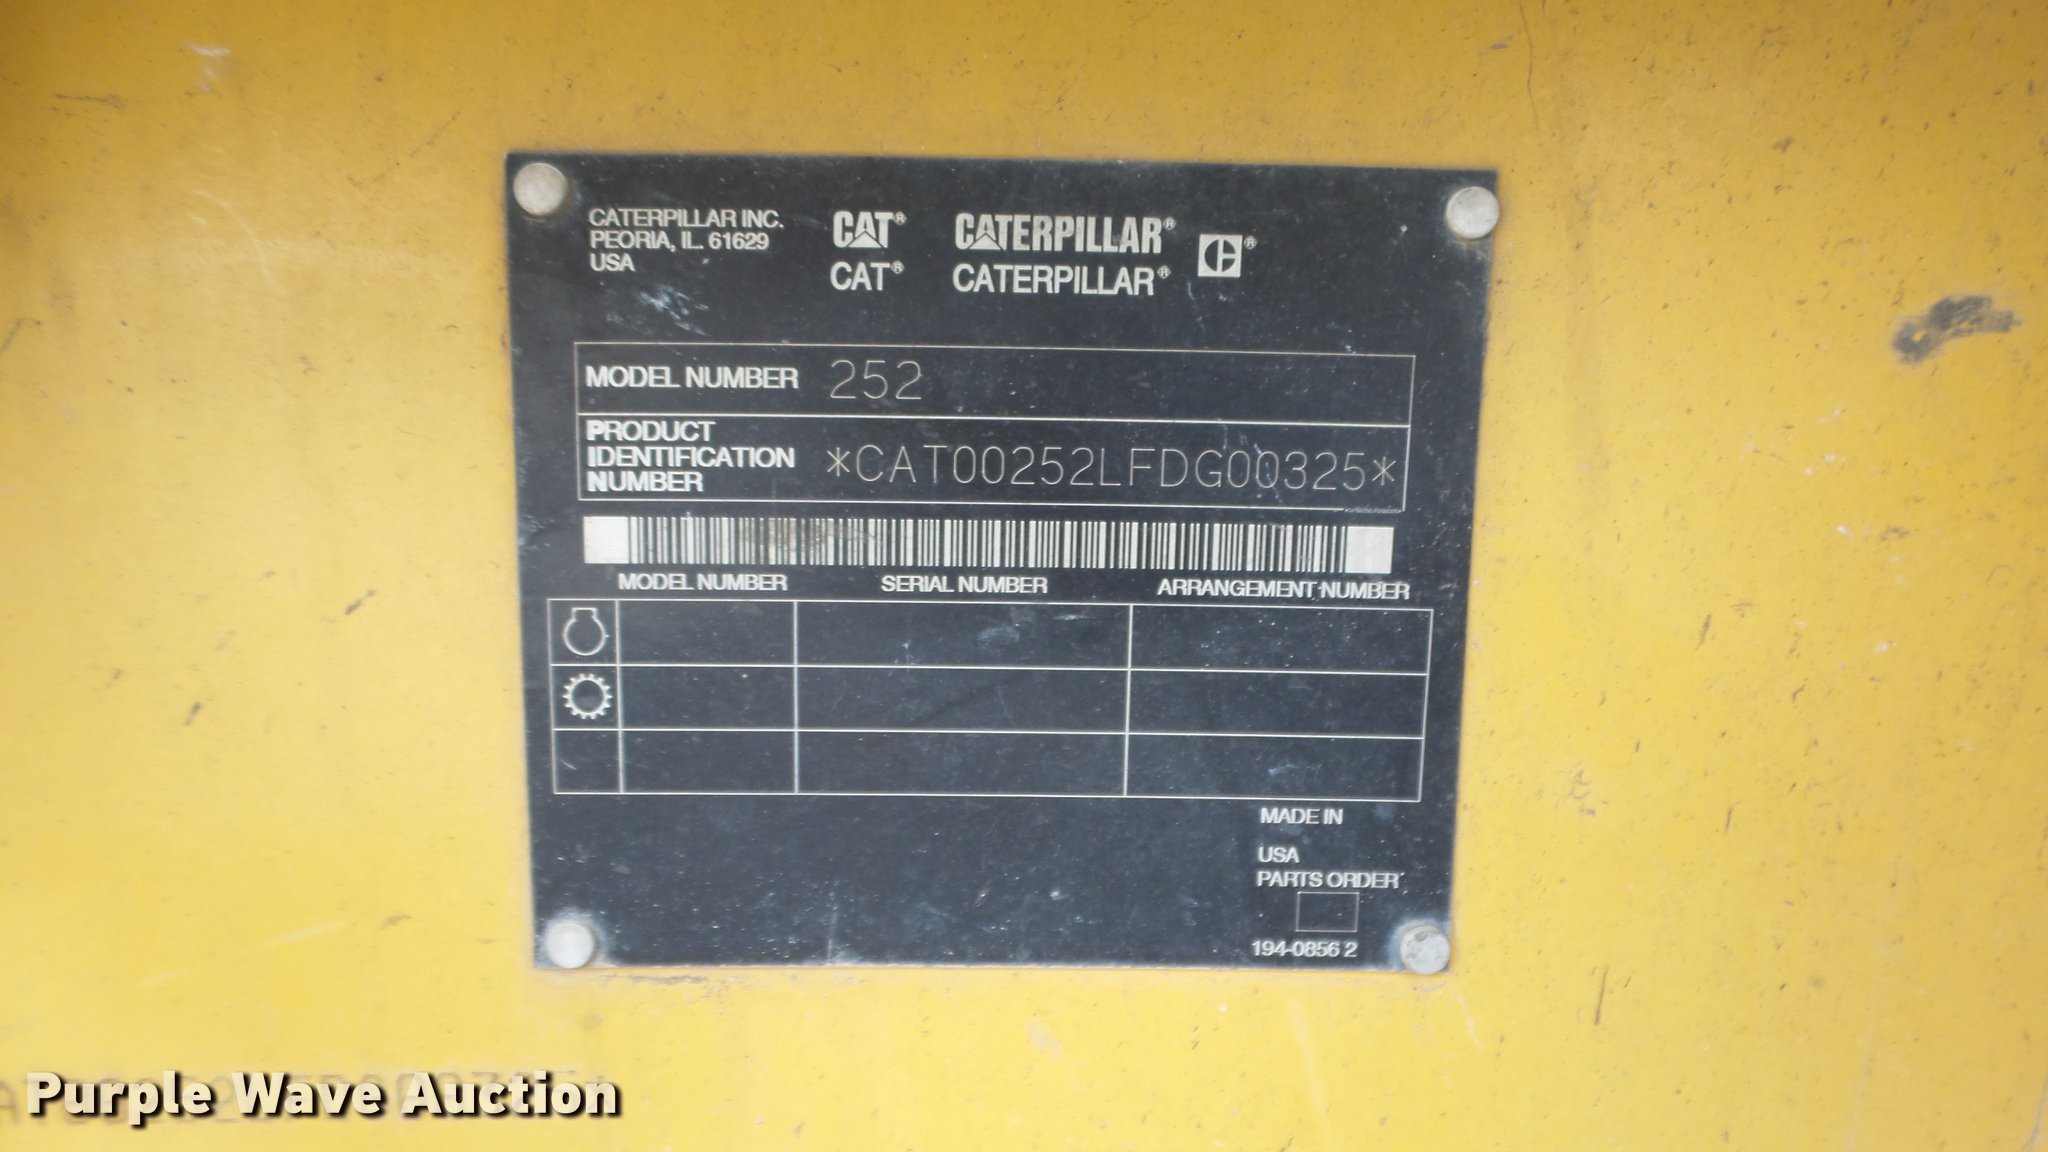 CATERPILLAR INC.
PEORIA, IL. 61629
USA
CAT® CATERPILLAR®
CAT® CATERPILLAR®
MODEL NUMBER 252
PRODUCT
IDENTIFICATION
NUMBER
*CAT00252LFDG00325*
MODEL NUMBER SERIAL NUMBER ARRANGEMENT NUMBER
MADE IN
USA
PARTS ORDER
194-0856 2
Purple Wave Auction